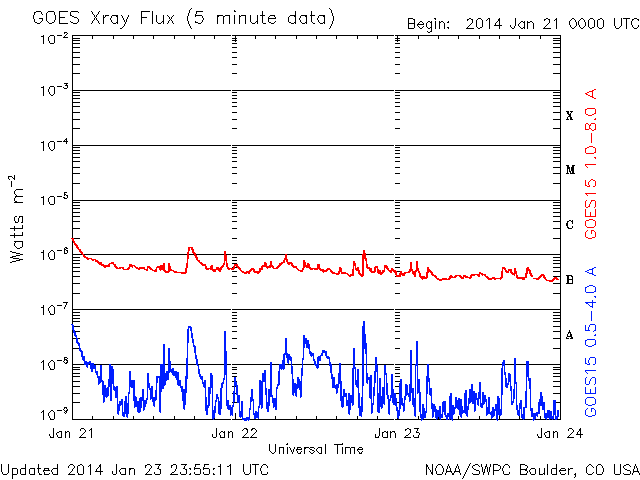 GOES Xray Flux (5 minute data)
Begin: 2014 Jan 21 0000 UTC
10^-2
10^-3
10^-4
10^-5
10^-6
10^-7
10^-8
10^-9
Watts m^-2
X
M
C
B
A
GOES15 1.0-8.0 A
GOES15 0.5-4.0 A
Jan 21
Jan 22
Jan 23
Jan 24
Universal Time
Updated 2014 Jan 23 23:55:11 UTC
NOAA/SWPC Boulder, CO USA